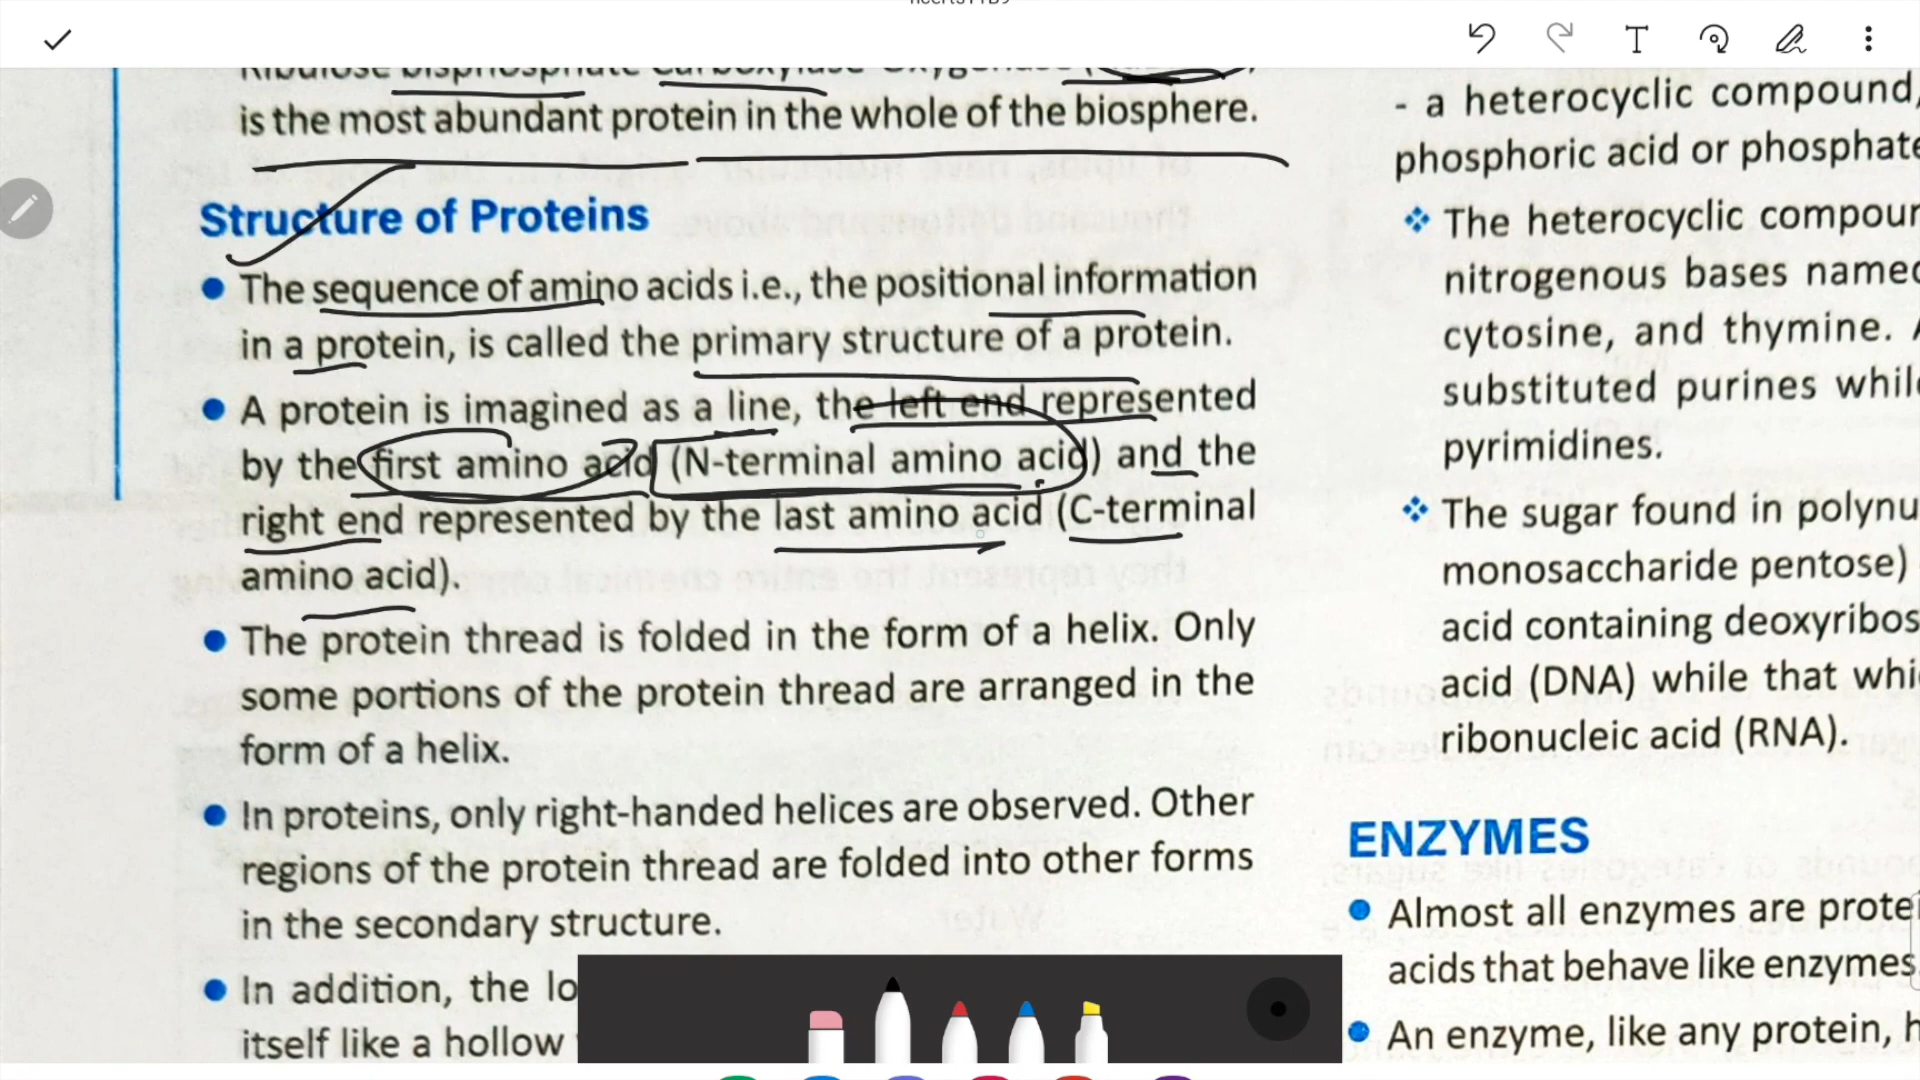 Ribulose bisphosphate Carboxylase Oxygenase
is the most abundant protein in the whole of the biosphere.
Structure of Proteins
The sequence of amino acids i.e., the positional information
in a protein, is called the primary structure of a protein.
A protein is imagined as a line, the left end represented
by the first amino acid (N-terminal amino acid) and the
right end represented by the last amino acid (C-terminal
amino acid).
The protein thread is folded in the form of a helix. Only
some portions of the protein thread are arranged in the
form of a helix.
In proteins, only right-handed helices are observed. Other
regions of the protein thread are folded into other forms
in the secondary structure.
In addition, the lo
itself like a hollow
- a heterocyclic compound,
phosphoric acid or phosphate
The heterocyclic compoun
nitrogenous bases named
cytosine, and thymine. A
substituted purines while
pyrimidines.
The sugar found in polynu
monosaccharide pentose)
acid containing deoxyribos
acid (DNA) while that whi
ribonucleic acid (RNA).
ENZYMES
Almost all enzymes are protei
acids that behave like enzymes
An enzyme, like any protein, h